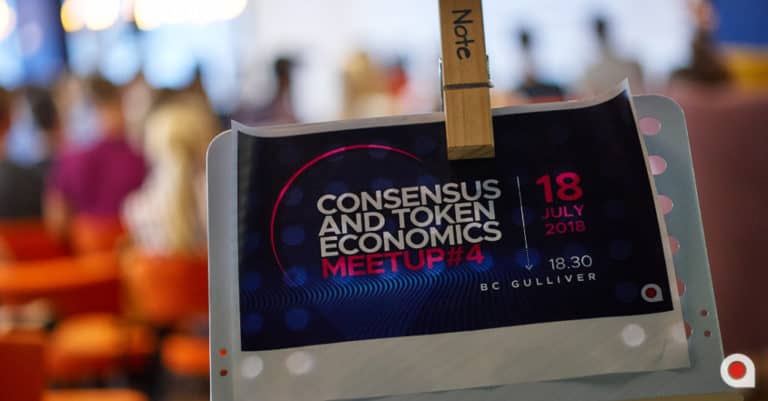 Note
CONSENSUS
AND TOKEN
ECONOMICS
MEETUP#4
18
JULY
2018
18.30
BC GULLIVER